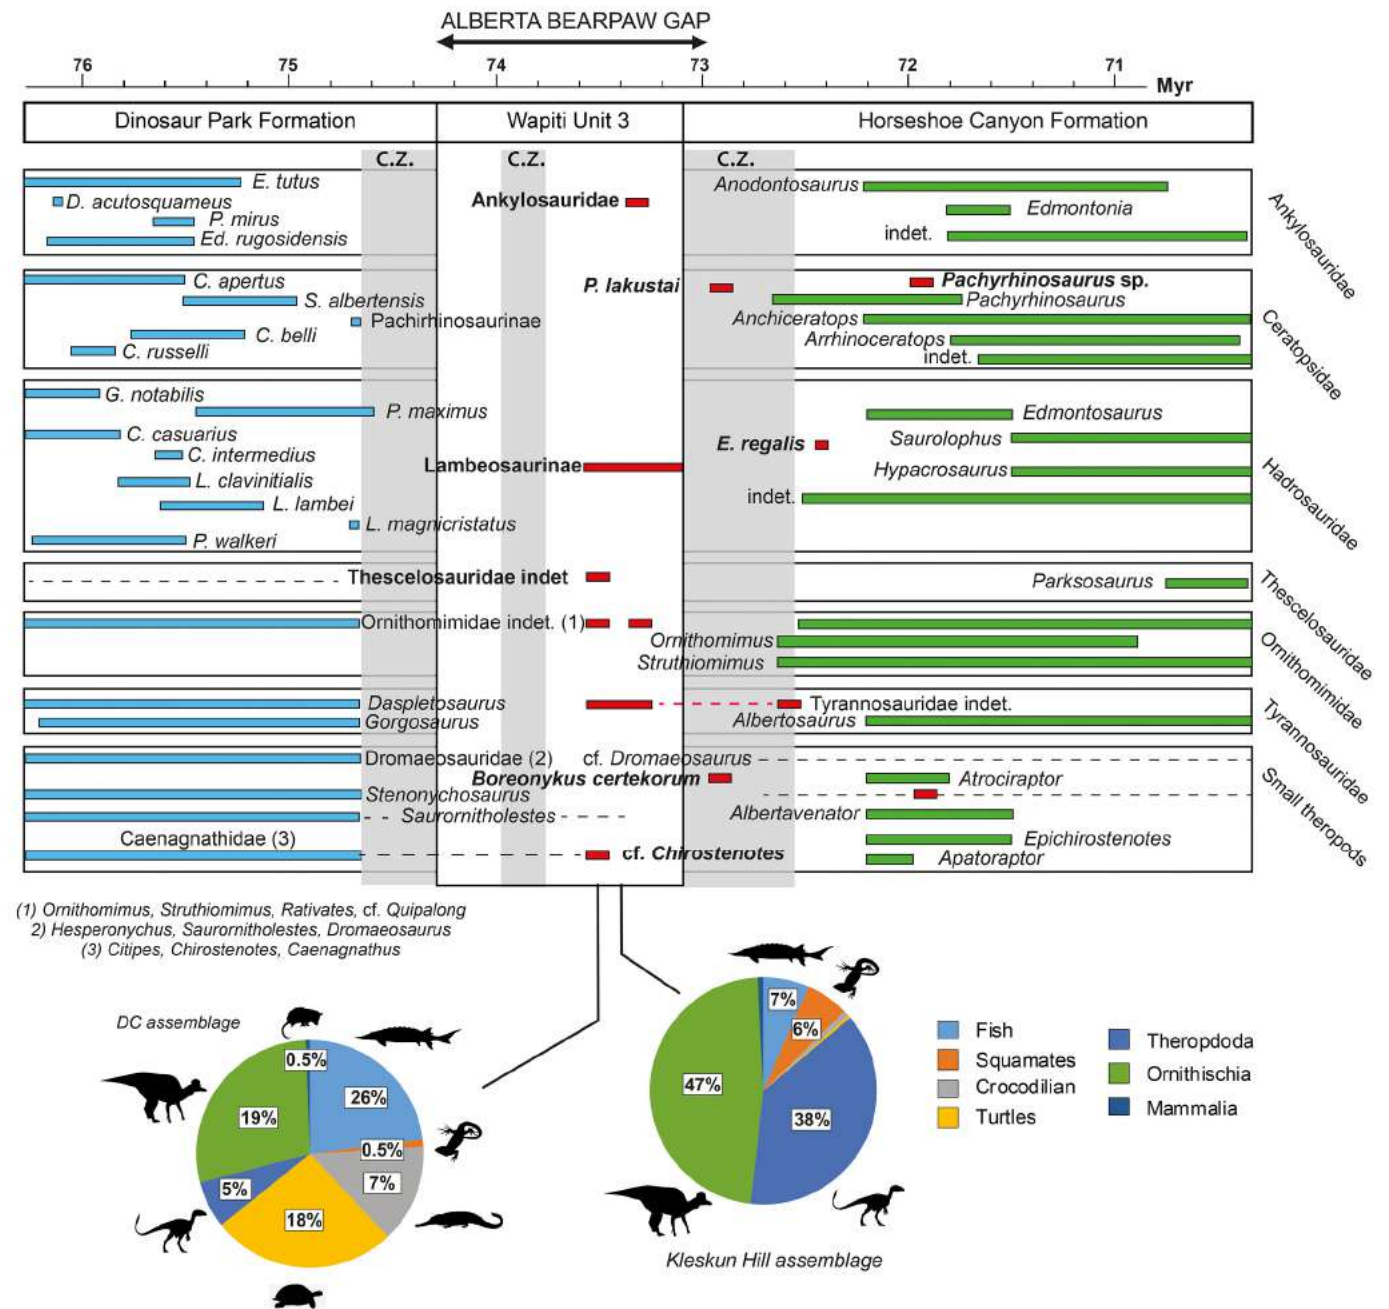 ALBERTA BEARPAW GAP
76 75 74 73 72 71 Myr
Dinosaur Park Formation Wapiti Unit 3 Horseshoe Canyon Formation
C.Z. C.Z. C.Z.
E. tutus
D. acutosquameus
P. mirus
Ed. rugosidensis
Ankylosauridae
Anodontosaurus
Edmontonia
indet.
Ankylosauridae
C. apertus
S. albertensis
Pachirhinosaurinae
C. belli
C. russelli
P. lakustai
Pachyrhinosaurus sp.
Pachyrhinosaurus
Anchiceratops
Arrhinoceratops
indet.
Ceratopsidae
G. notabilis
P. maximus
C. casuarius
C. intermedius
L. clavinitialis
L. lambei
L. magnicristatus
P. walkeri
Lambeosaurinae
E. regalis
Edmontosaurus
Saurolophus
Hypacrosaurus
indet.
Hadrosauridae
Thescelosauridae indet
Parksosaurus
Thescelosauridae
Ornithomimidae indet. (1)
Ornithomimus
Struthiomimus
Ornithomimidae
Daspletosaurus
Gorgosaurus
Tyrannosauridae indet.
Albertosaurus
Tyrannosauridae
Dromaeosauridae (2) cf. Dromaeosaurus
Boreonykus certekorum
Stenonychosaurus
Saurornitholestes
Caenagnathidae (3)
cf. Chirostenotes
Atrociraptor
Albertavenator
Epichirostenotes
Apatoraptor
Small theropods
(1) Ornithomimus, Struthiomimus, Rativates, cf. Quipalong
2) Hesperonychus, Saurornitholestes, Dromaeosaurus
(3) Citipes, Chirostenotes, Caenagnathus
DC assemblage
0.5%
26%
0.5%
7%
18%
5%
19%
7%
6%
38%
47%
Kleskun Hill assemblage
Fish
Squamates
Crocodilian
Turtles
Theropdoda
Ornithischia
Mammalia